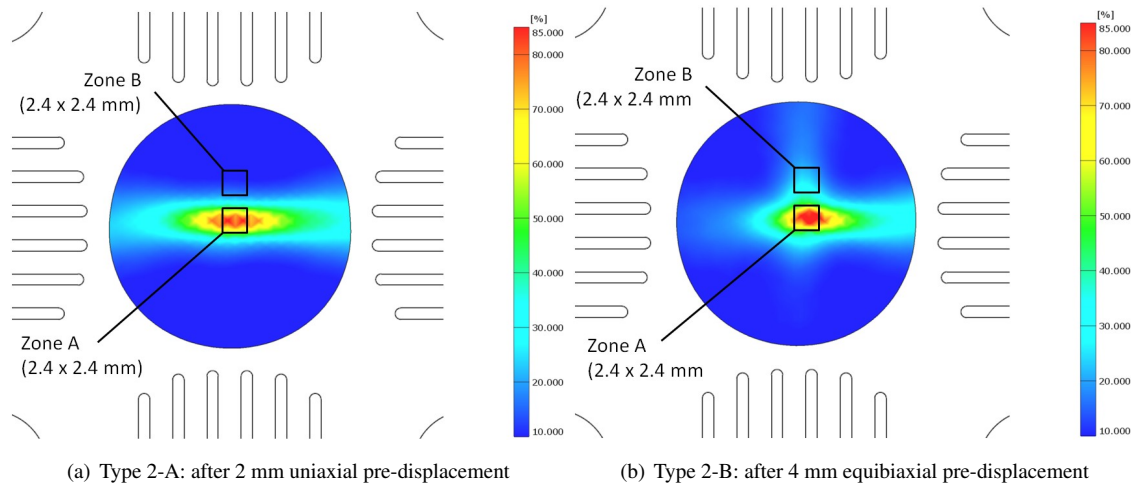 [%]
85.000
80.000
70.000
60.000
50.000
40.000
30.000
20.000
10.000
Zone B
(2.4 x 2.4 mm)
Zone A
(2.4 x 2.4 mm)
(a) Type 2-A: after 2 mm uniaxial pre-displacement
[%]
85.000
80.000
70.000
60.000
50.000
40.000
30.000
20.000
10.000
Zone B
(2.4 x 2.4 mm
Zone A
(2.4 x 2.4 mm
(b) Type 2-B: after 4 mm equibiaxial pre-displacement